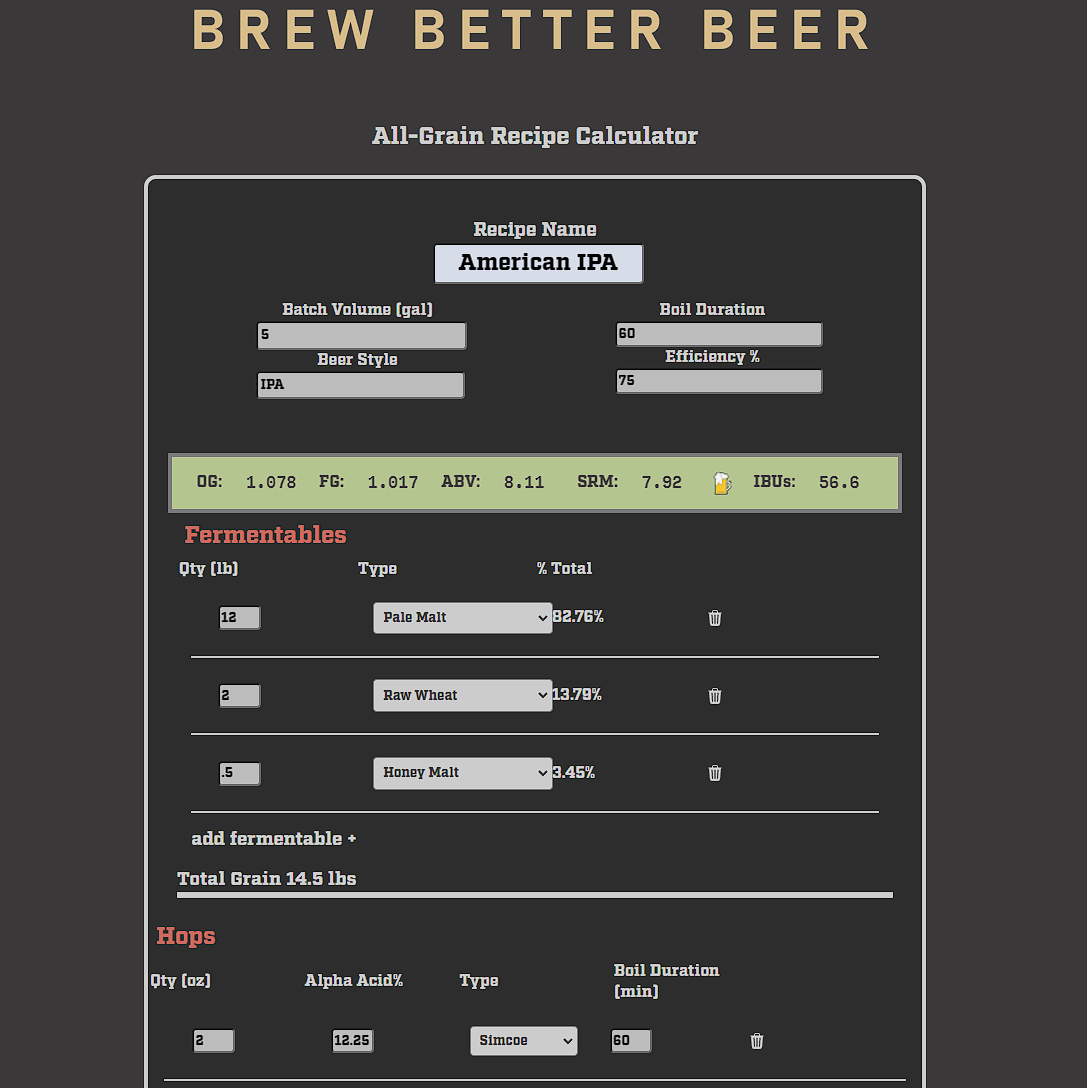 BREW BETTER BEER
All-Grain Recipe Calculator
Recipe Name
American IPA
Batch Volume (gal) Boil Duration
5 60
Beer Style Efficiency %
IPA 75
OG: 1.078 FG: 1.017 ABV: 8.11 SRM: 7.92 IBUs: 56.6
Fermentables
Qty (lb) Type % Total
12 Pale Malt 82.76%
2 Raw Wheat 13.79%
.5 Honey Malt 3.45%
add fermentable +
Total Grain 14.5 lbs
Hops
Qty (oz) Alpha Acid% Type Boil Duration
(min)
2 12.25 Simcoe 60